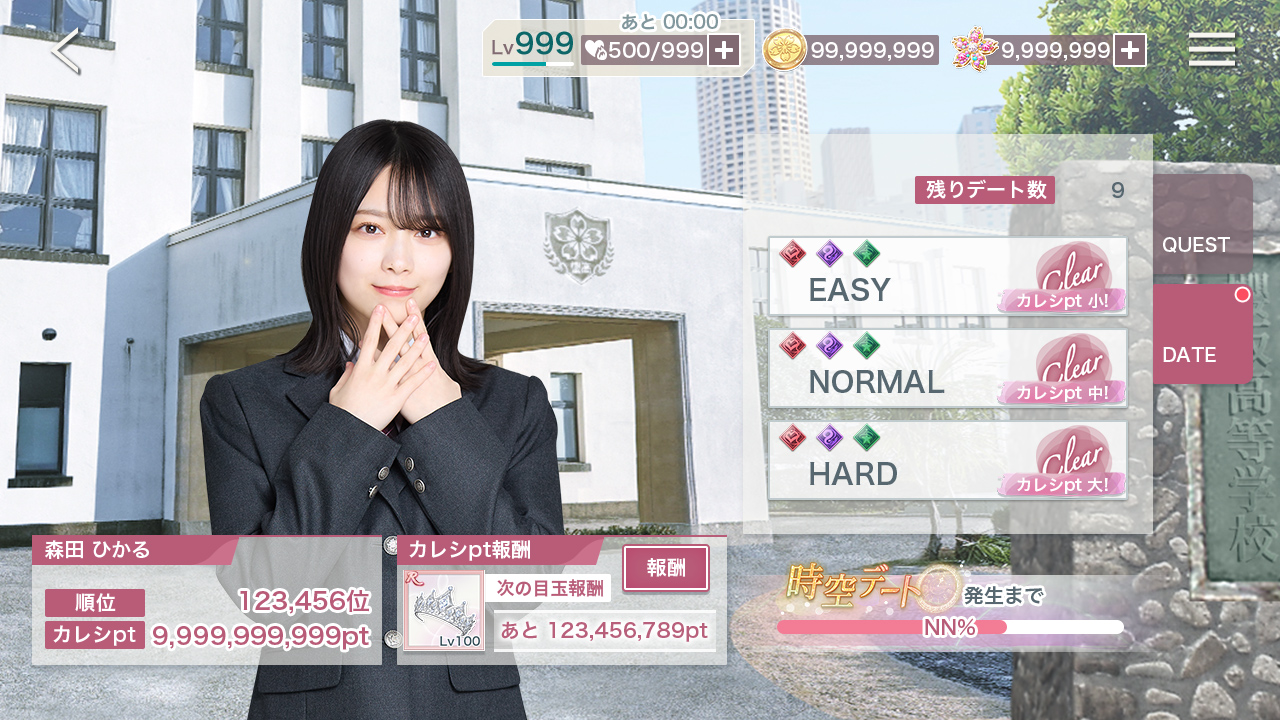 あと 00:00
Lv999
500/999
99,999,999
9,999,999
残りデート数 9
QUEST
EASY
Clear
カレシpt 小!
DATE
NORMAL
Clear
カレシpt 中!
HARD
Clear
カレシpt 大!
高等学校
森田 ひかる
順位 123,456位
カレシpt 9,999,999,999pt
カレシpt報酬
報酬
R
Lv100
次の目玉報酬
あと 123,456,789pt
時空デート 発生まで
NN%